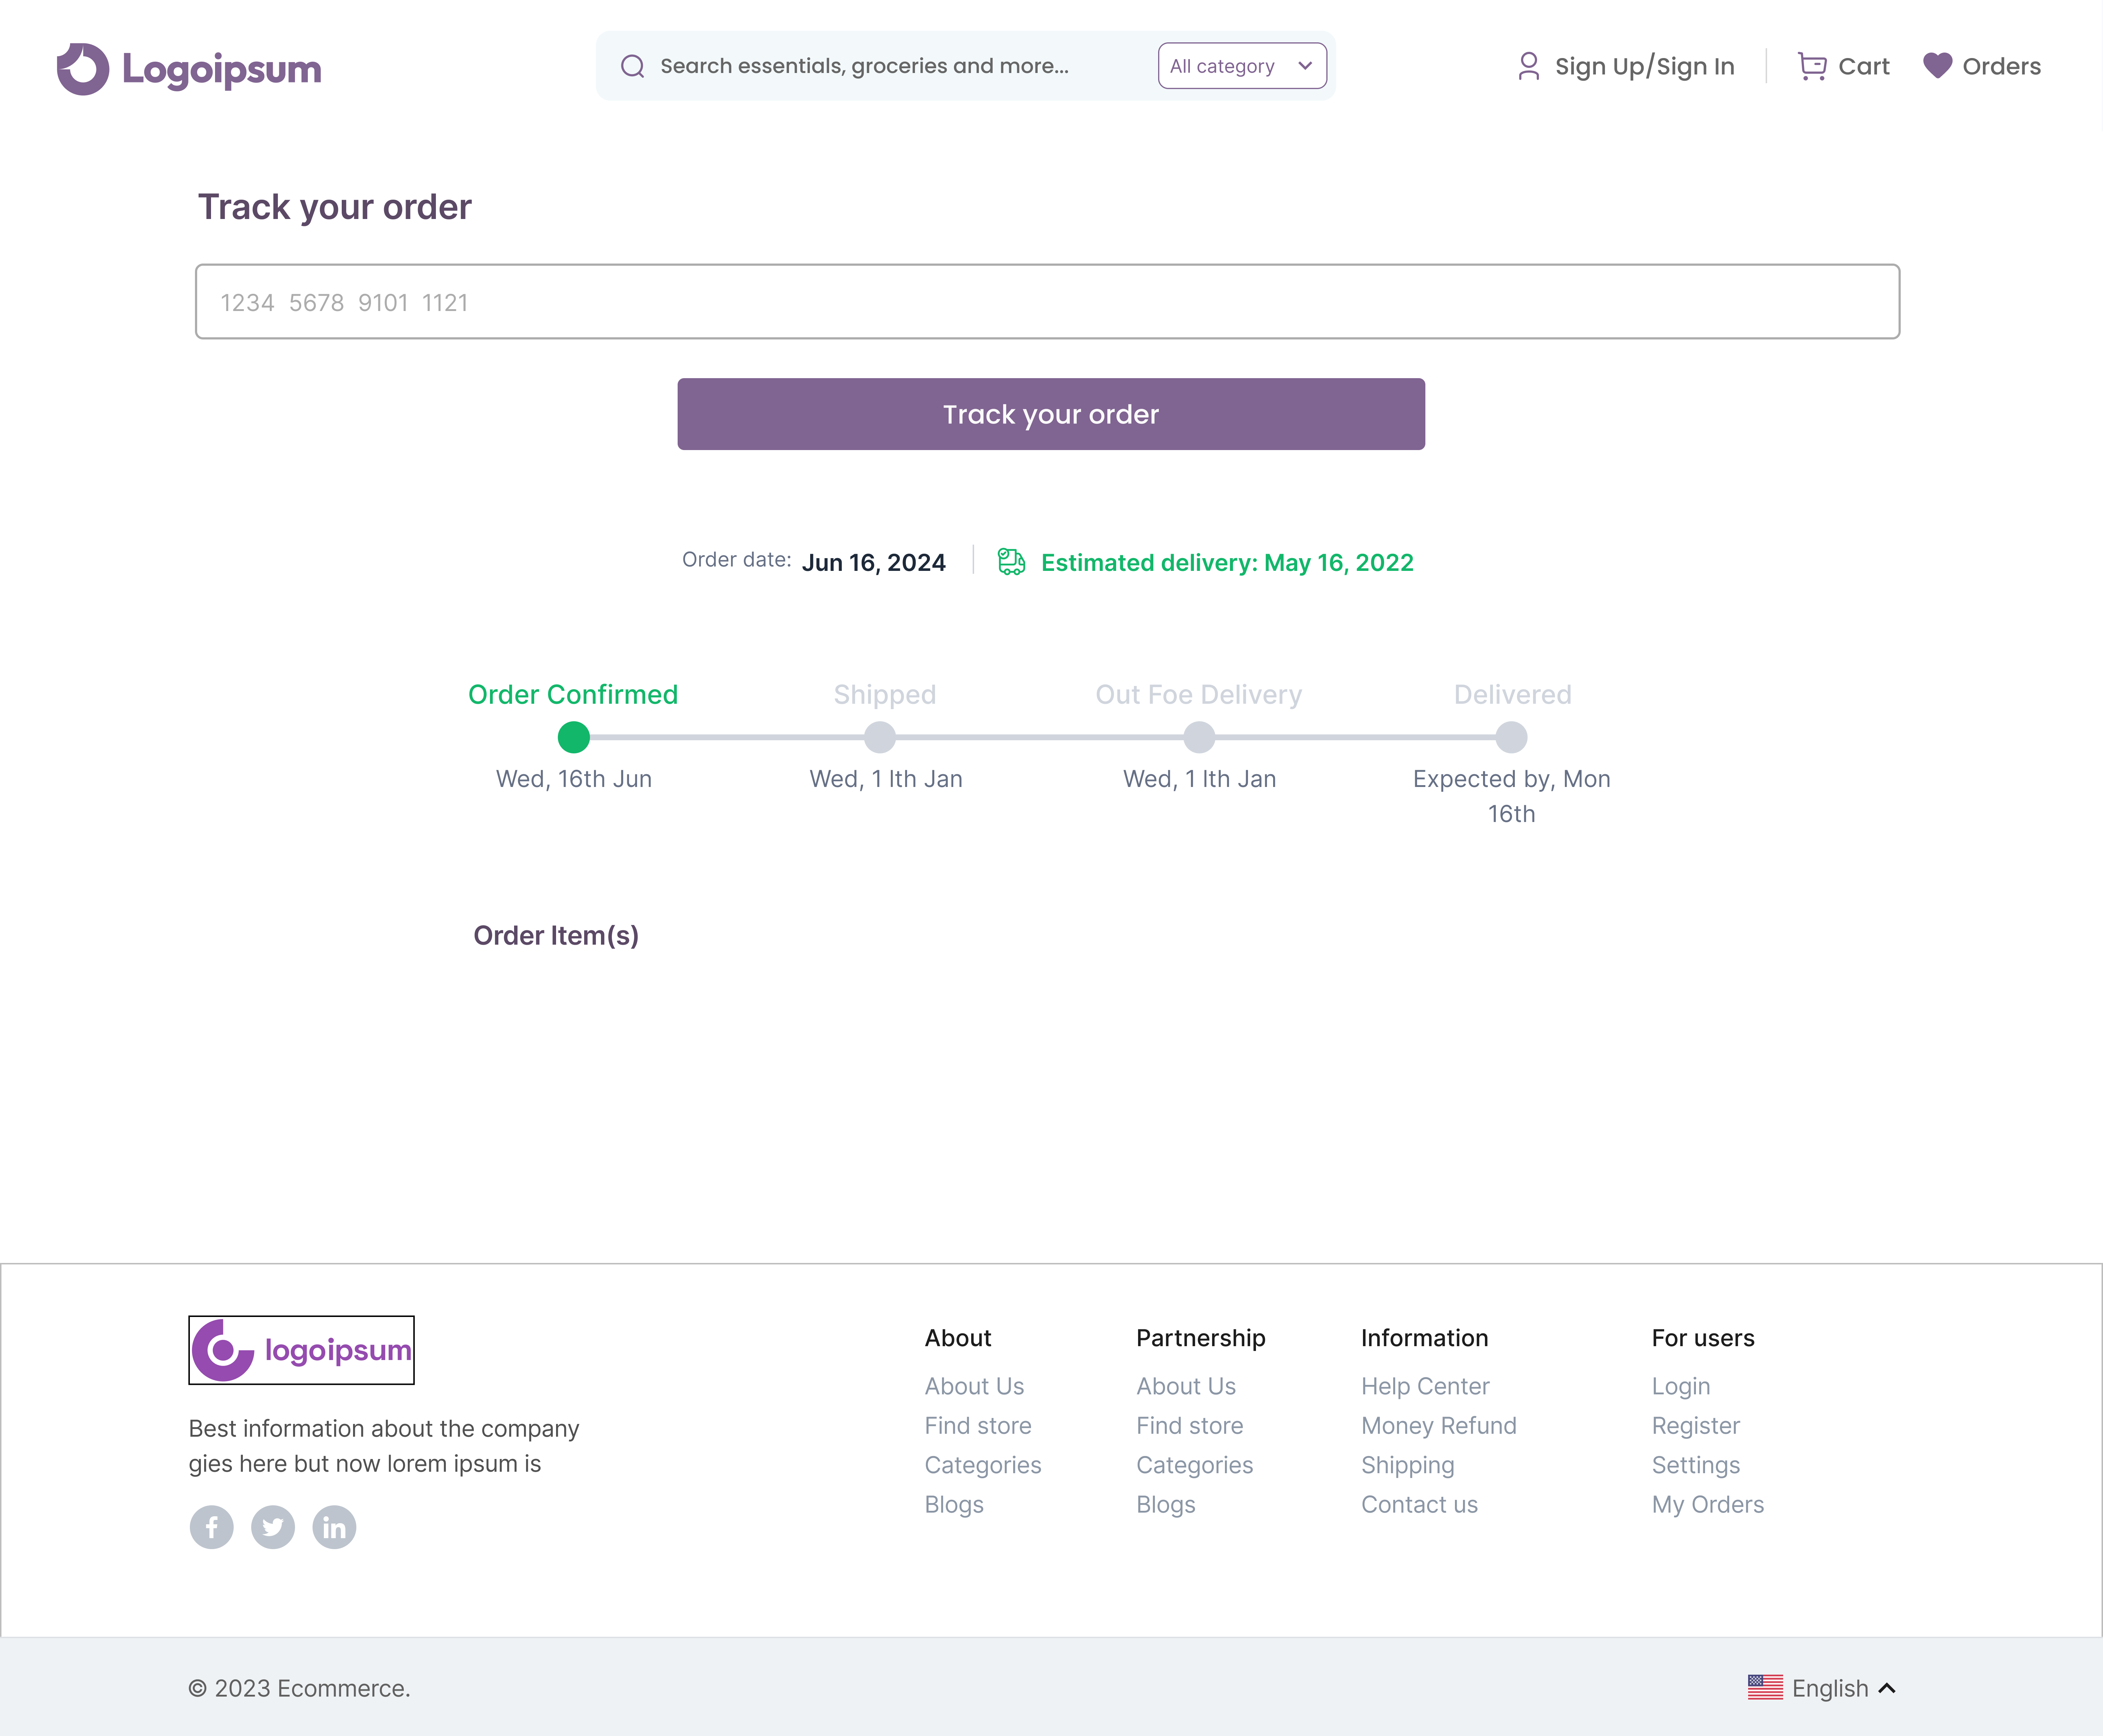 Logoipsum
Search essentials, groceries and more...
All category
Sign Up/Sign In
Cart
Orders
Track your order
1234 5678 9101 1121
Track your order
Order date: Jun 16, 2024
Estimated delivery: May 16, 2022
Order Confirmed
Shipped
Out Foe Delivery
Delivered
Wed, 16th Jun
Wed, 1 lth Jan
Wed, 1 lth Jan
Expected by, Mon
16th
Order Item(s)
logoipsum
Best information about the company
gies here but now lorem ipsum is
About
About Us
Find store
Categories
Blogs
Partnership
About Us
Find store
Categories
Blogs
Information
Help Center
Money Refund
Shipping
Contact us
For users
Login
Register
Settings
My Orders
© 2023 Ecommerce.
English